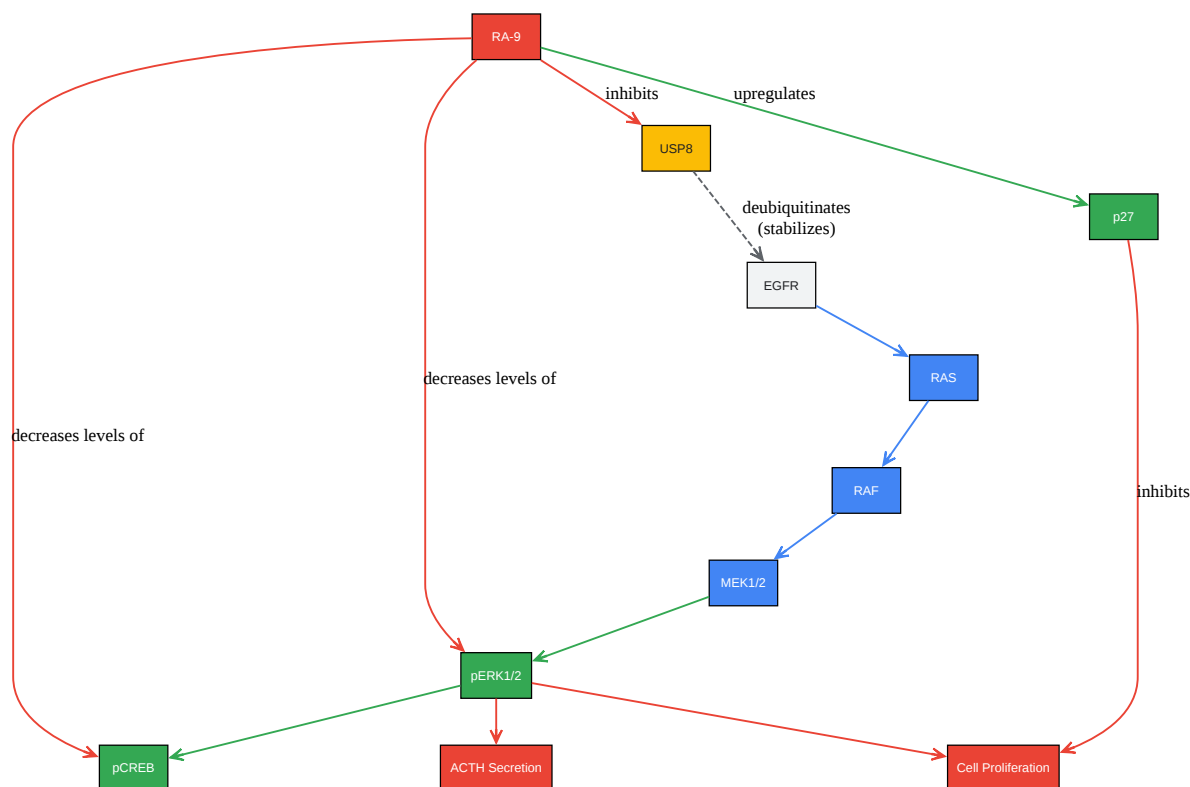 RA-9
inhibits
upregulates
USP8
deubiquitinates
(stabilizes)
p27
EGFR
RAS
decreases levels of
decreases levels of
RAF
inhibits
MEK1/2
pERK1/2
pCREB
ACTH Secretion
Cell Proliferation